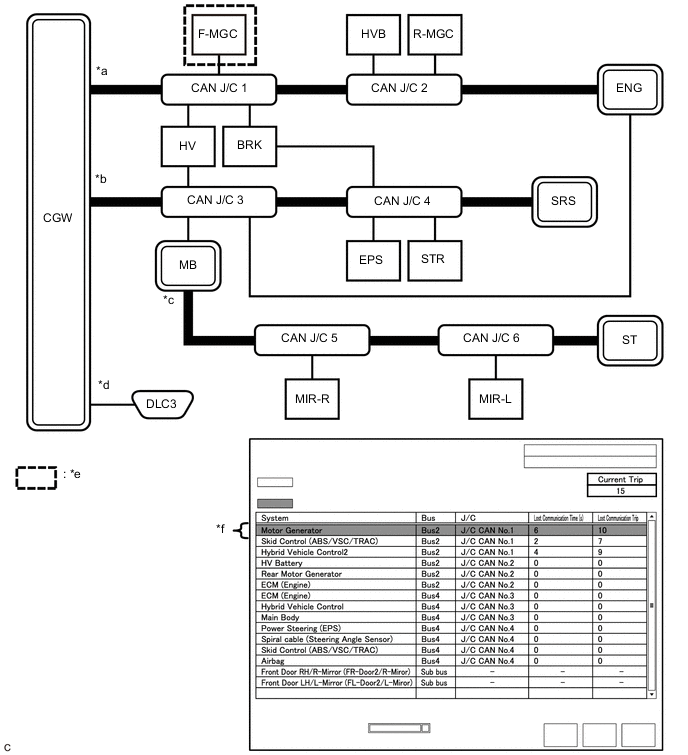 F-MGC
HVB
R-MGC
*a
CAN J/C 1
CAN J/C 2
ENG
HV
BRK
*b
CAN J/C 3
CAN J/C 4
SRS
CGW
MB
EPS
STR
*c
CAN J/C 5
CAN J/C 6
ST
*d
DLC3
MIR-R
MIR-L
: *e
Current Trip
15
*f
System Bus J/C Lost Communication Time (s) Lost Communication Trip
Motor Generator Bus2 J/C CAN No.1 6 10
Skid Control (ABS/VSC/TRAC) Bus2 J/C CAN No.1 2 7
Hybrid Vehicle Control2 Bus2 J/C CAN No.1 4 9
HV Battery Bus2 J/C CAN No.2 0 0
Rear Motor Generator Bus2 J/C CAN No.2 0 0
ECM (Engine) Bus2 J/C CAN No.2 0 0
ECM (Engine) Bus4 J/C CAN No.3 0 0
Hybrid Vehicle Control Bus4 J/C CAN No.3 0 0
Main Body Bus4 J/C CAN No.3 0 0
Power Steering (EPS) Bus4 J/C CAN No.4 0 0
Spiral cable (Steering Angle Sensor) Bus4 J/C CAN No.4 0 0
Skid Control (ABS/VSC/TRAC) Bus4 J/C CAN No.4 0 0
Airbag Bus4 J/C CAN No.4 0 0
Front Door RH/R-Mirror (FR-Door2/R-Miror) Sub bus - - -
Front Door LH/L-Mirror (FL-Door2/L-Miror) Sub bus - - -
C